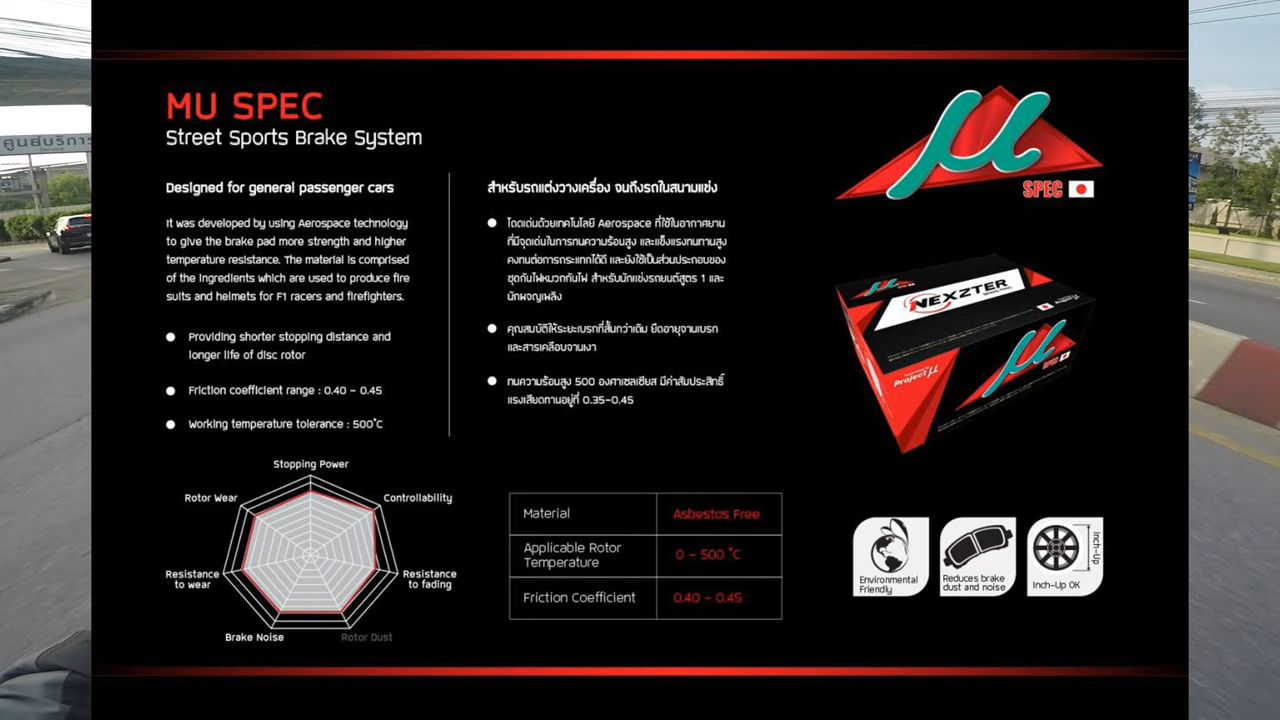 MU SPEC
Street Sports Brake System
Designed for general passenger cars
It was developed by using Aerospace technology
to give the brake pad more strength and higher
temperature resistance. The material is comprised
of the ingredients which are used to produce fire
suits and helmets for F1 racers and firefighters.
Providing shorter stopping distance and
longer life of disc rotor
Friction coefficient range : 0.40 - 0.45
Working temperature tolerance : 500°C
สำหรับรถแต่งวางเครื่อง จนถึงรถในสนามแข่ง
โดดเด่นด้วยเทคโนโลยี Aerospace ที่ใช้ในอากาศยาน
ที่มีจุดเด่นในการทนความร้อนสูง และแข็งแรงทนทานสูง
คงทนต่อการกระแทกได้ดี และยังใช้เป็นส่วนประกอบของ
ชุดกันไฟหมวกกันไฟ สำหรับนักแข่งรถยนต์สูตร 1 และ
นักผจญเพลิง
คุณสมบัติให้ระยะเบรกที่สั้นกว่าเดิม ยืดอายุจานเบรก
และสารเคลือบจานเงา
ทนความร้อนสูง 500 องศาเซลเซียส มีค่าสัมประสิทธิ์
แรงเสียดทานอยู่ที่ 0.35-0.45
Stopping Power
Rotor Wear
Controllability
Resistance
to wear
Resistance
to fading
Brake Noise
Rotor Dust
Material
Asbestos Free
Applicable Rotor
Temperature
0 - 500 °C
Friction Coefficient
0.40 - 0.45
μ
SPEC
NEXZTER
BRAKE PADS
Project μ
Project μ
μ
SPEC
Environmental
Friendly
Reduces brake
dust and noise
Inch-Up
Inch-Up OK
ศูนย์บริการ
Service